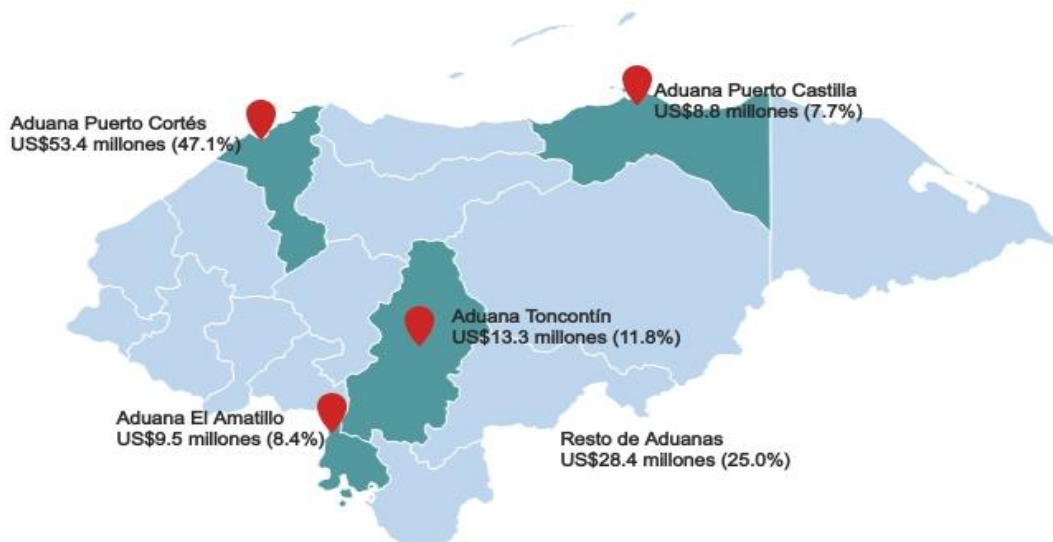 Aduana Puerto Castilla
US$8.8 millones (7.7%)
Aduana Puerto Cortés
US$53.4 millones (47.1%)
Aduana Toncontín
US$13.3 millones (11.8%)
Aduana El Amatillo
US$9.5 millones (8.4%)
Resto de Aduanas
US$28.4 millones (25.0%)